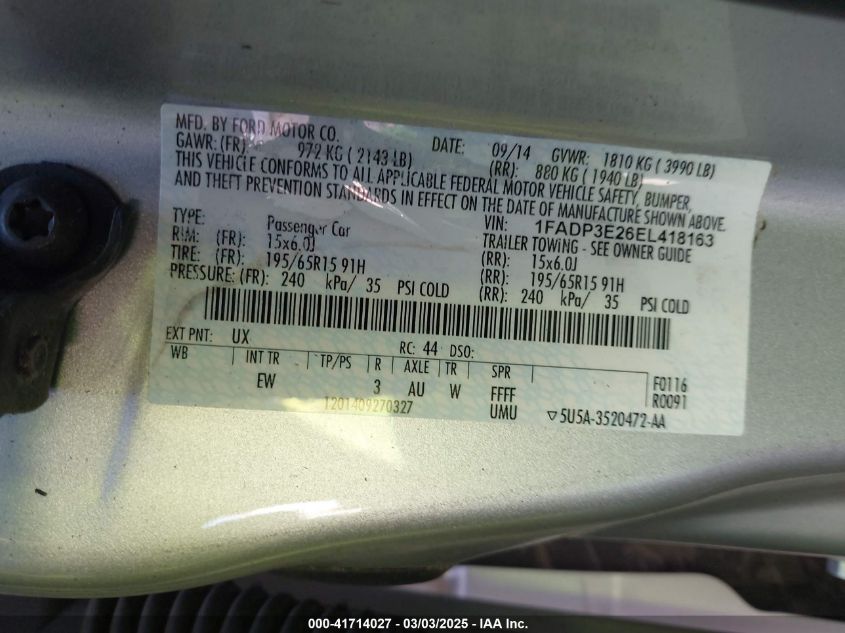 MFD. BY FORD MOTOR CO. DATE: 09/14 GVWR: 1810 KG ( 3990 LB)
GAWR: (FR) 972 KG ( 2143 LB) (RR): 880 KG ( 1940 LB)
THIS VEHICLE CONFORMS TO ALL APPLICABLE FEDERAL MOTOR VEHICLE SAFETY, BUMPER,
AND THEFT PREVENTION STANDARDS IN EFFECT ON THE DATE OF MANUFACTURE SHOWN ABOVE.
TYPE: Passenger Car VIN: 1FADP3E26EL418163
TRAILER TOWING - SEE OWNER GUIDE
RIM: (FR): 15x6.0J (RR): 15x6.0J
TIRE: (FR): 195/65R15 91H (RR): 195/65R15 91H
PRESSURE: (FR): 240 kPa/ 35 PSI COLD (RR): 240 kPa/ 35 PSI COLD
EXT PNT: UX RC: 44 DSO:
WB INT TR TP/PS R AXLE TR SPR
EW 3 AU W FFFF F0116
R0091
1201409270327 UMU ▽5U5A-3520472-AA
000-41714027 - 03/03/2025 - IAA Inc.